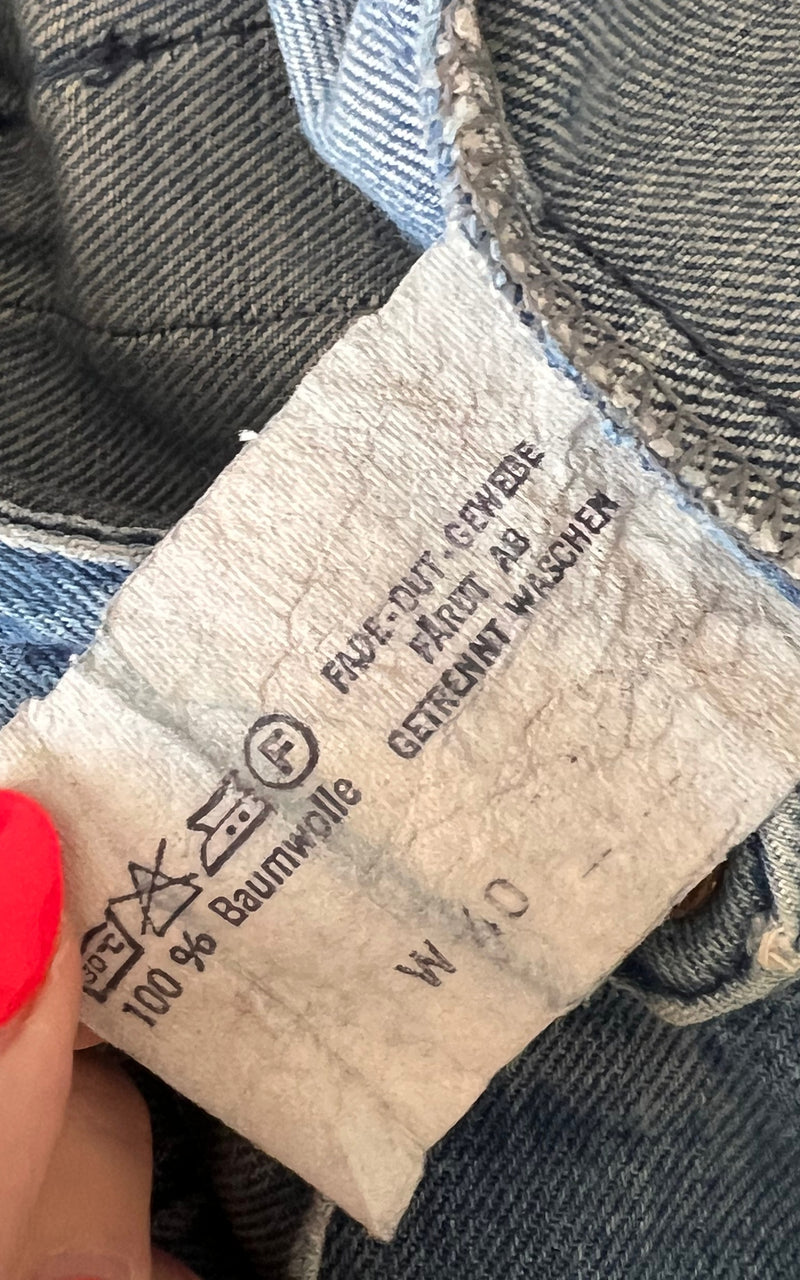 FADE-OUT-GEWEBE
FÄRBT AB
GETRENNT WASCHEN
F
100 % Baumwolle
W 40